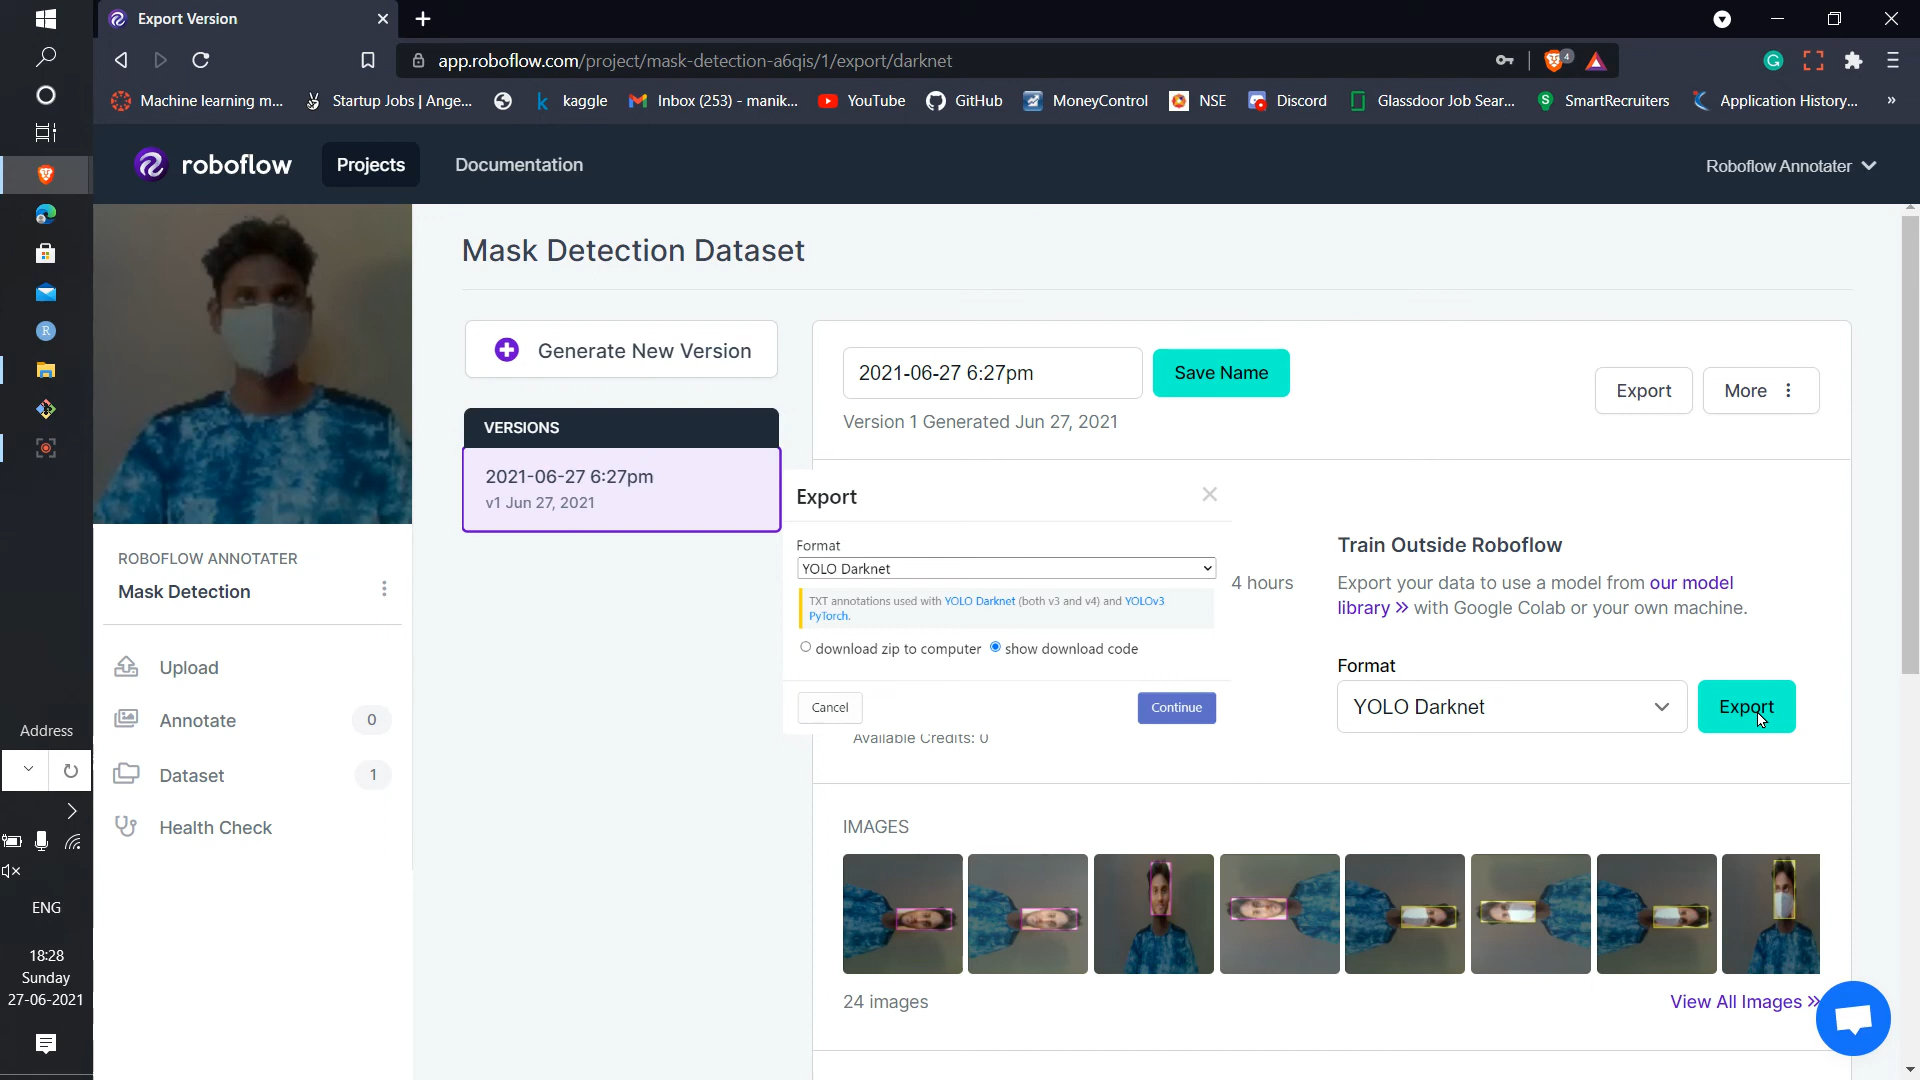 Export Version
app.roboflow.com/project/mask-detection-a6qis/1/export/darknet
4
Machine learning m...
Startup Jobs | Ange...
kaggle
Inbox (253) - manik...
YouTube
GitHub
MoneyControl
NSE
Discord
Glassdoor Job Sear...
SmartRecruiters
Application History...
»
roboflow
Projects
Documentation
Roboflow Annotater
Mask Detection Dataset
Generate New Version
VERSIONS
2021-06-27 6:27pm
v1 Jun 27, 2021
2021-06-27 6:27pm
Save Name
Version 1 Generated Jun 27, 2021
Export
More
Export
Format
YOLO Darknet
TXT annotations used with YOLO Darknet (both v3 and v4) and YOLOv3
PyTorch.
download zip to computer
show download code
Cancel
Continue
4 hours
Available Credits: 0
Train Outside Roboflow
Export your data to use a model from our model
library » with Google Colab or your own machine.
Format
YOLO Darknet
Export
ROBOFLOW ANNOTATER
Mask Detection
Upload
Annotate
0
Dataset
1
Health Check
IMAGES
24 images
View All Images »
R
Address
ENG
18:28
Sunday
27-06-2021